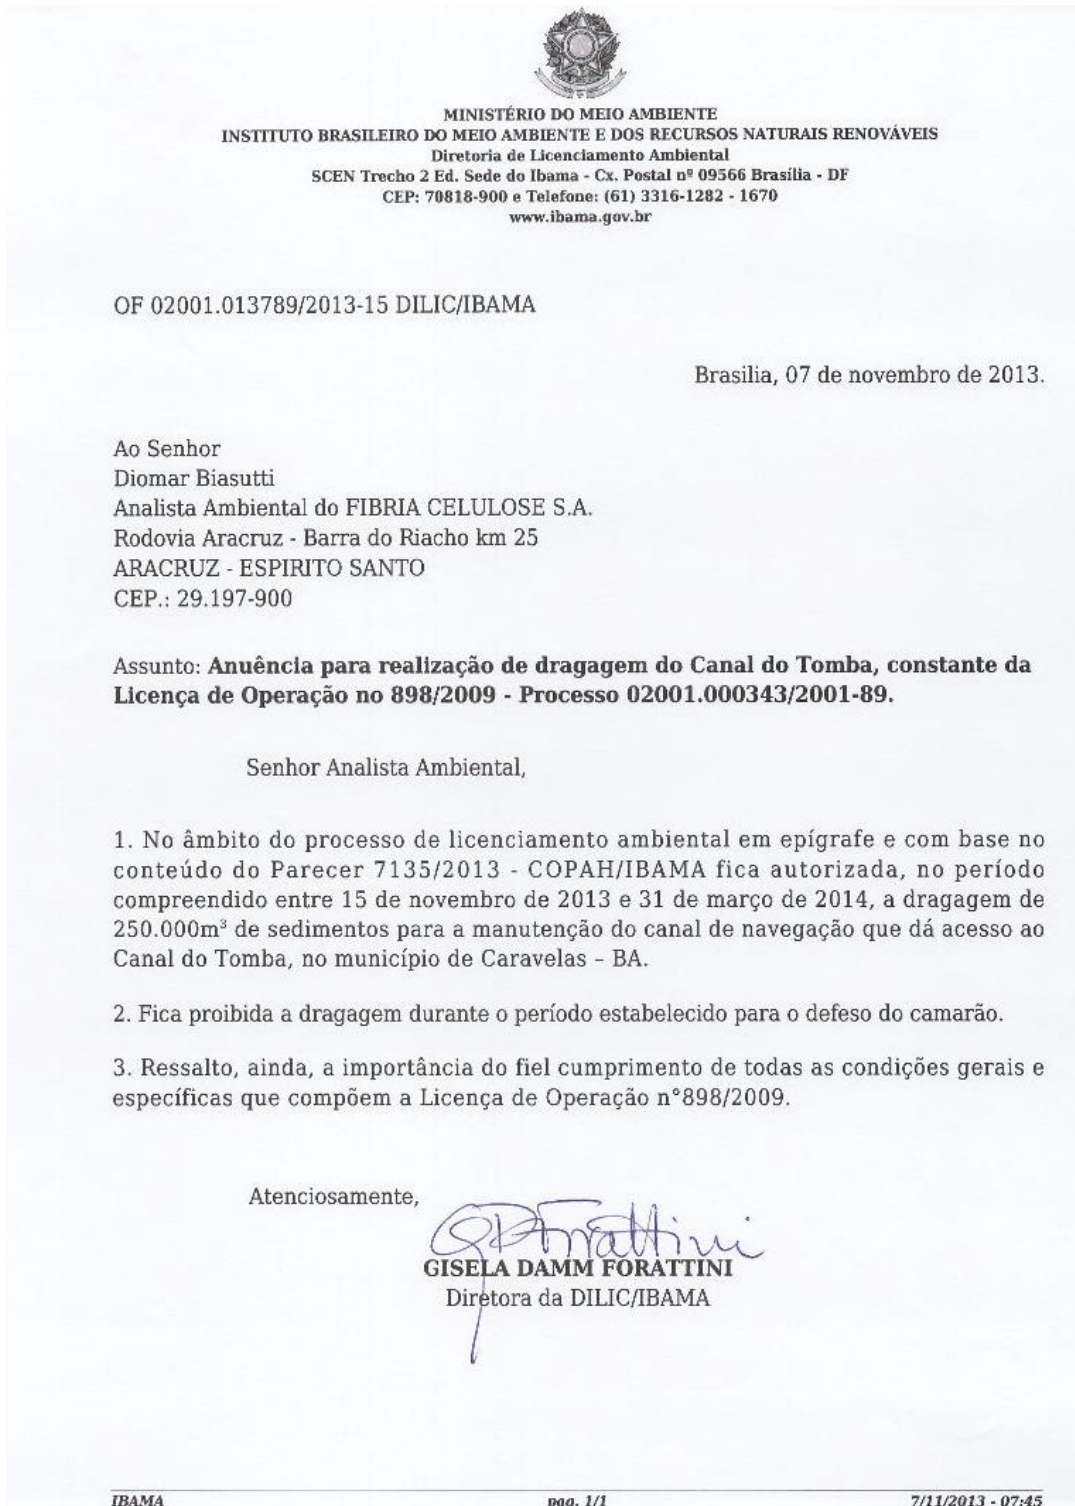 MINISTÉRIO DO MEIO AMBIENTE
INSTITUTO BRASILEIRO DO MEIO AMBIENTE E DOS RECURSOS NATURAIS RENOVÁVEIS
Diretoria de Licenciamento Ambiental
SCEN Trecho 2 Ed. Sede do Ibama - Cx. Postal nº 09566 Brasília - DF
CEP: 70818-900 e Telefone: (61) 3316-1282 - 1670
www.ibama.gov.br
OF 02001.013789/2013-15 DILIC/IBAMA
Brasilia, 07 de novembro de 2013.
Ao Senhor
Diomar Biasutti
Analista Ambiental do FIBRIA CELULOSE S.A.
Rodovia Aracruz - Barra do Riacho km 25
ARACRUZ - ESPIRITO SANTO
CEP.: 29.197-900
Assunto: Anuência para realização de dragagem do Canal do Tomba, constante da
Licença de Operação no 898/2009 - Processo 02001.000343/2001-89.
Senhor Analista Ambiental,
1. No âmbito do processo de licenciamento ambiental em epígrafe e com base no
conteúdo do Parecer 7135/2013 - COPAH/IBAMA fica autorizada, no período
compreendido entre 15 de novembro de 2013 e 31 de março de 2014, a dragagem de
250.000m³ de sedimentos para a manutenção do canal de navegação que dá acesso ao
Canal do Tomba, no município de Caravelas – BA.
2. Fica proibida a dragagem durante o período estabelecido para o defeso do camarão.
3. Ressalto, ainda, a importância do fiel cumprimento de todas as condições gerais e
específicas que compõem a Licença de Operação n°898/2009.
Atenciosamente,
GISELA DAMM FORATTINI
Diretora da DILIC/IBAMA
IBAMA pag. 1/1 7/11/2013 - 07:45